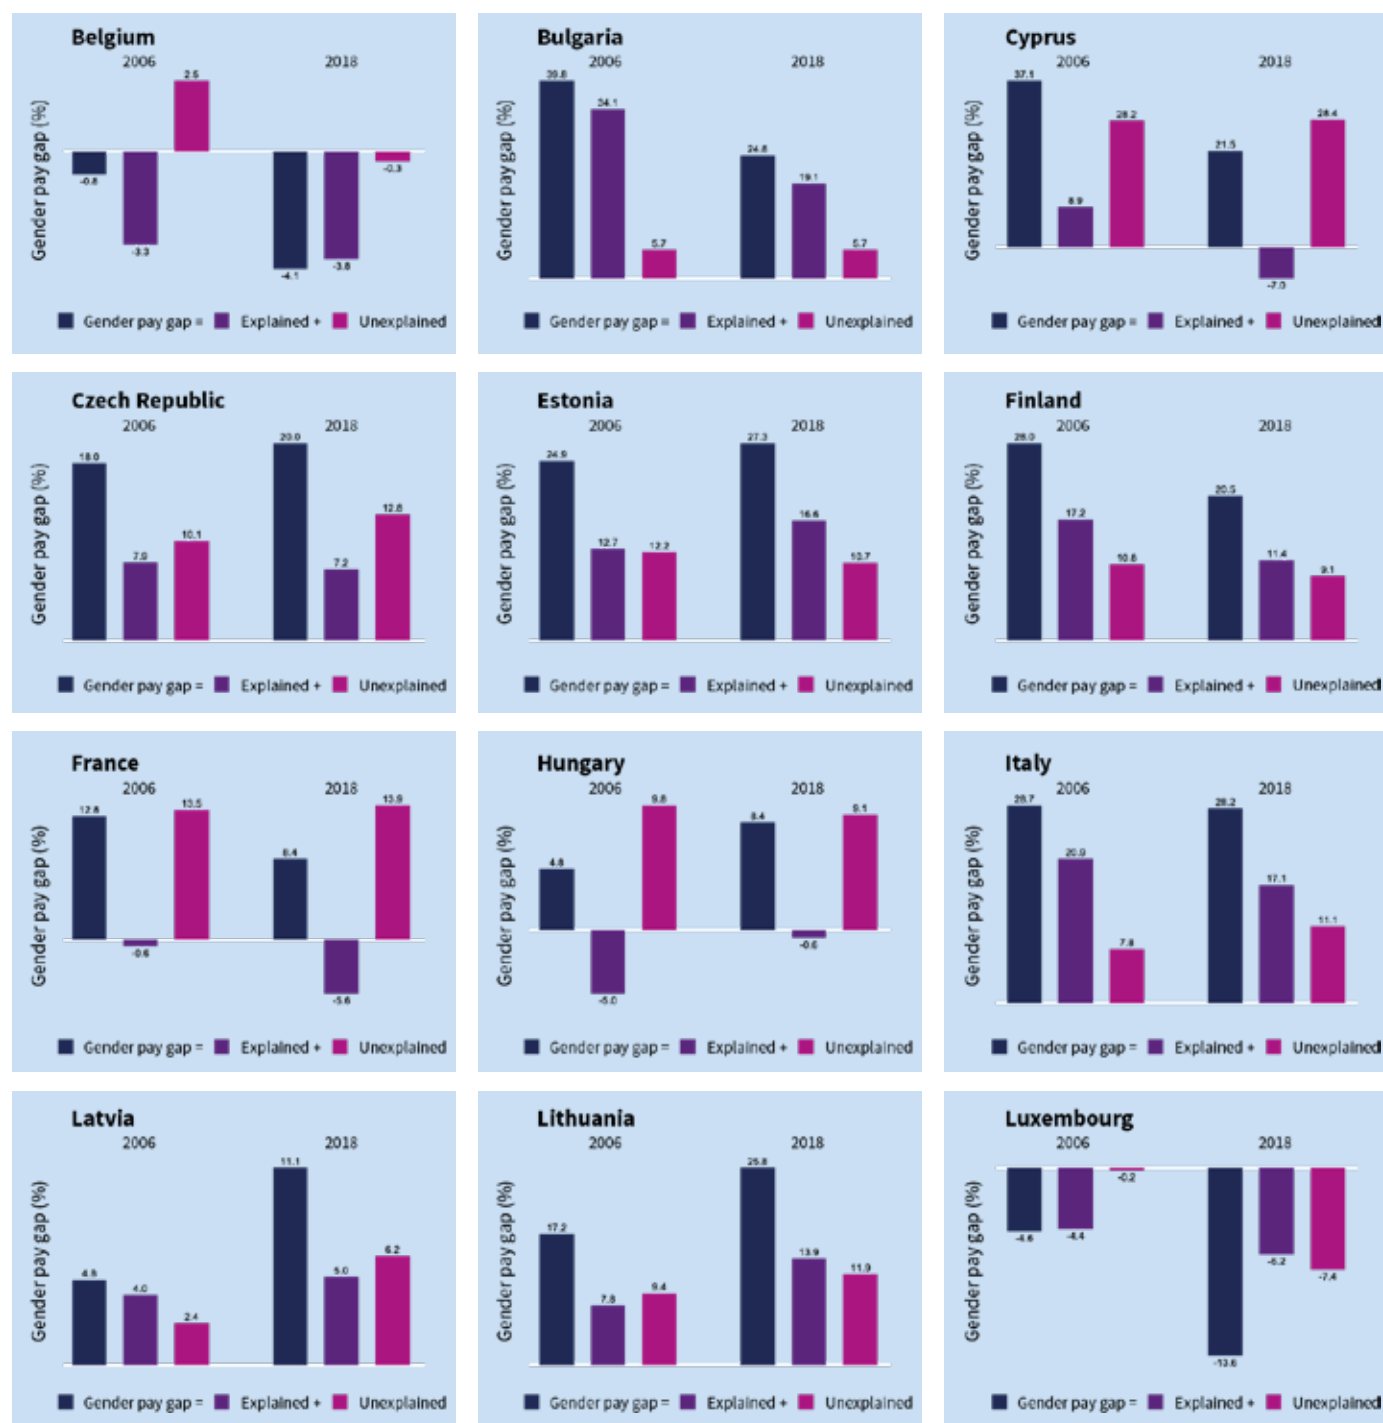 Belgium
2006 2018
Gender pay gap (%)
-0.8
-3.3
2.5
-4.1
-3.8
-0.3
Gender pay gap = Explained + Unexplained
Bulgaria
2006 2018
Gender pay gap (%)
39.8
34.1
5.7
24.8
19.1
5.7
Gender pay gap = Explained + Unexplained
Cyprus
2006 2018
Gender pay gap (%)
37.1
8.9
28.2
21.5
-7.0
28.4
Gender pay gap = Explained + Unexplained
Czech Republic
2006 2018
Gender pay gap (%)
18.0
7.9
10.1
20.0
7.2
12.8
Gender pay gap = Explained + Unexplained
Estonia
2006 2018
Gender pay gap (%)
24.9
12.7
12.2
27.3
16.6
10.7
Gender pay gap = Explained + Unexplained
Finland
2006 2018
Gender pay gap (%)
28.0
17.2
10.8
20.5
11.4
9.1
Gender pay gap = Explained + Unexplained
France
2006 2018
Gender pay gap (%)
12.8
-0.6
13.5
8.4
-5.6
13.9
Gender pay gap = Explained + Unexplained
Hungary
2006 2018
Gender pay gap (%)
4.8
-5.0
9.8
8.4
-0.6
9.1
Gender pay gap = Explained + Unexplained
Italy
2006 2018
Gender pay gap (%)
28.7
20.9
7.8
28.2
17.1
11.1
Gender pay gap = Explained + Unexplained
Latvia
2006 2018
Gender pay gap (%)
4.8
4.0
2.4
11.1
5.0
6.2
Gender pay gap = Explained + Unexplained
Lithuania
2006 2018
Gender pay gap (%)
17.2
7.8
9.4
25.8
13.9
11.9
Gender pay gap = Explained + Unexplained
Luxembourg
2006 2018
Gender pay gap (%)
-4.6
-4.4
-0.2
-13.6
-6.2
-7.4
Gender pay gap = Explained + Unexplained